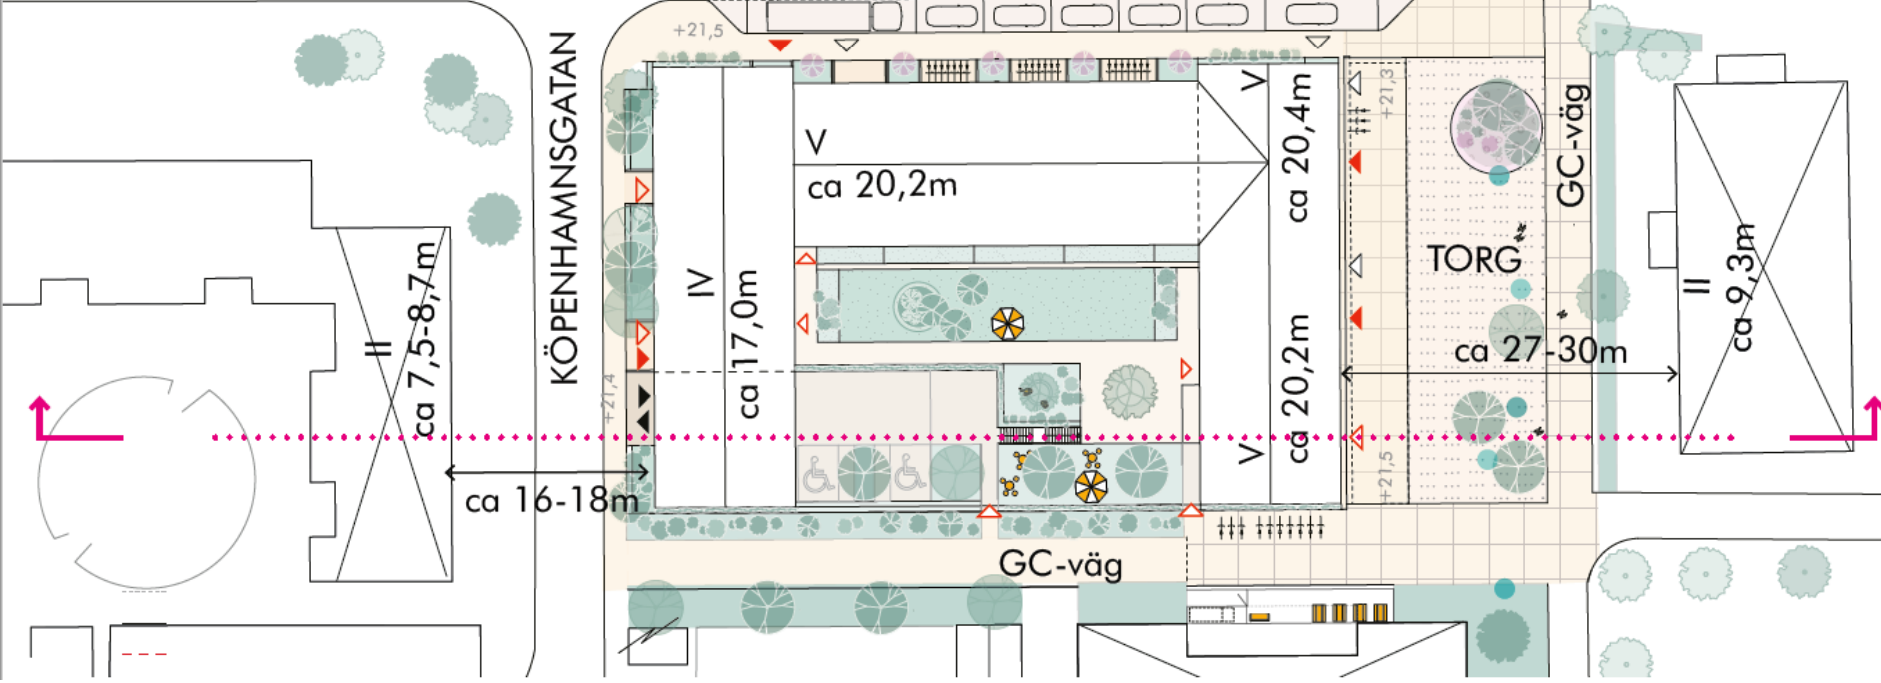 +21,5
KÖPENHAMNSGATAN
V
ca 20,2m
V
ca 20,4m
+21,3
GC-väg
TORG
II
ca 7,5-8,7m
IV
ca 17,0m
II
ca 9,3m
ca 27-30m
+21,4
V
ca 20,2m
ca 16-18m
+21,5
GC-väg